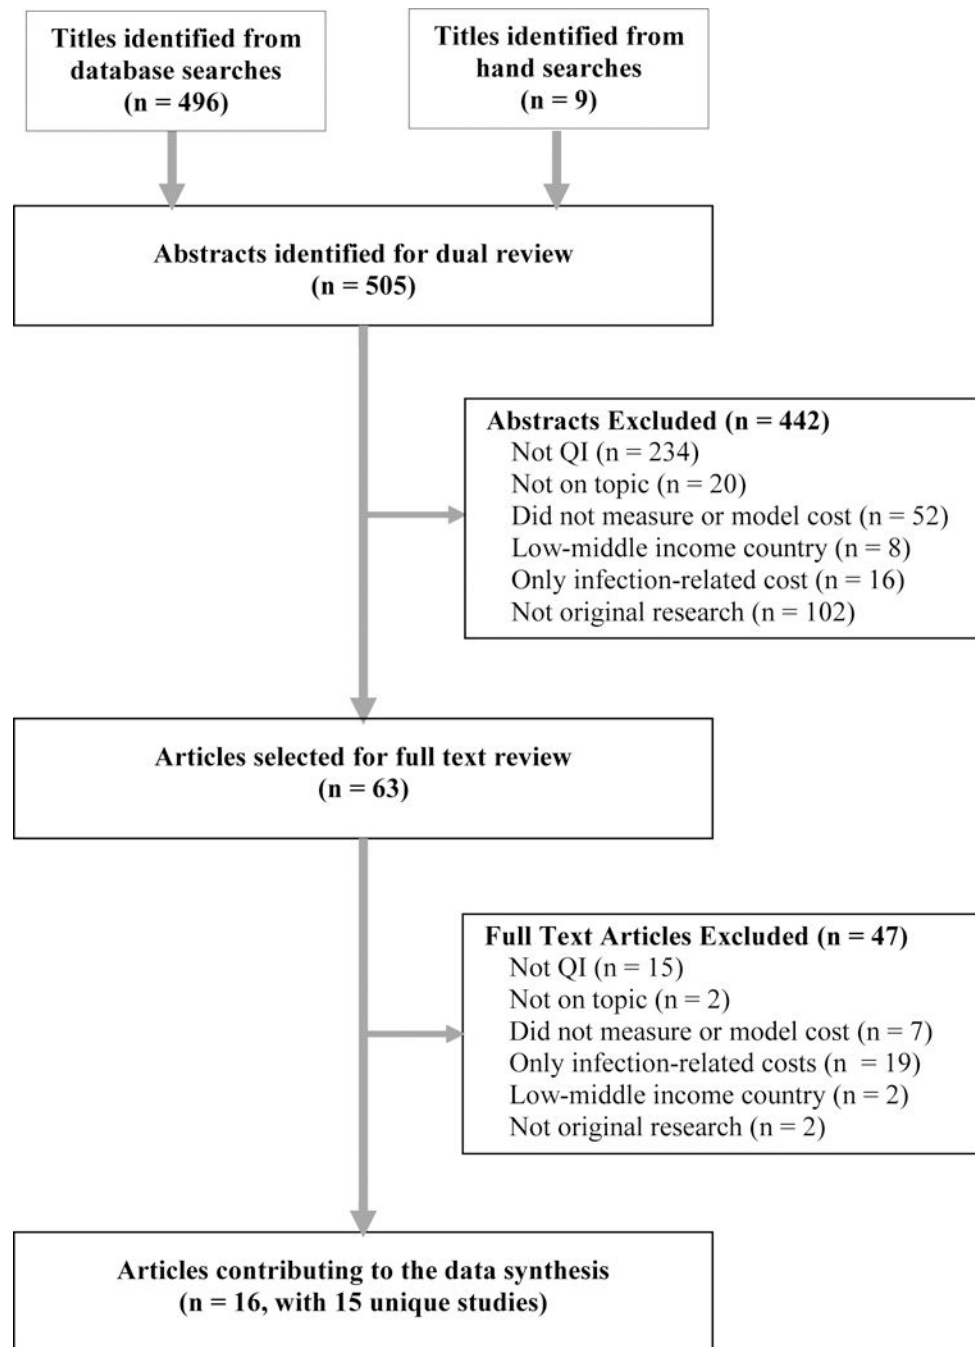 Titles identified from
database searches
(n = 496)
Titles identified from
hand searches
(n = 9)
Abstracts identified for dual review
(n = 505)
Abstracts Excluded (n = 442)
Not QI (n = 234)
Not on topic (n = 20)
Did not measure or model cost (n = 52)
Low-middle income country (n = 8)
Only infection-related cost (n = 16)
Not original research (n = 102)
Articles selected for full text review
(n = 63)
Full Text Articles Excluded (n = 47)
Not QI (n = 15)
Not on topic (n = 2)
Did not measure or model cost (n = 7)
Only infection-related costs (n  = 19)
Low-middle income country (n = 2)
Not original research (n = 2)
Articles contributing to the data synthesis
(n = 16, with 15 unique studies)